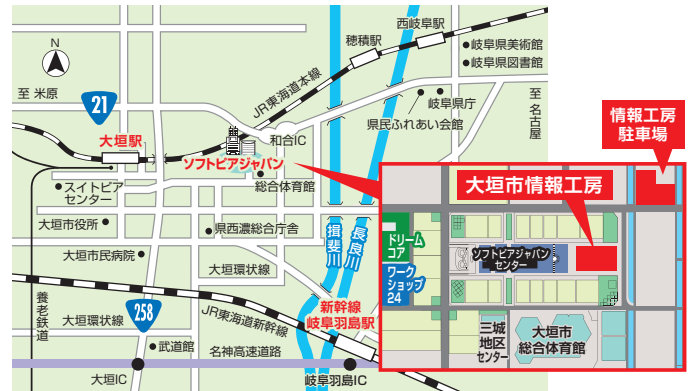 N
至 米原
21
大垣駅
JR東海道本線
穂積駅
西岐阜駅
岐阜県美術館
岐阜県図書館
岐阜県庁
県民ふれあい会館
至 名古屋
和合IC
ソフトピアジャパン
総合体育館
スイトピア
センター
大垣市役所
県西濃総合庁舎
大垣市民病院
大垣環状線
揖斐川
長良川
養老鉄道
大垣環状線
258
JR東海道新幹線
新幹線
岐阜羽島駅
武道館
名神高速道路
大垣IC
岐阜羽島IC
情報工房
駐車場
大垣市情報工房
ドリーム
コア
ソフトピアジャパン
センター
ワーク
ショップ
24
三城
地区
センター
大垣市
総合体育館